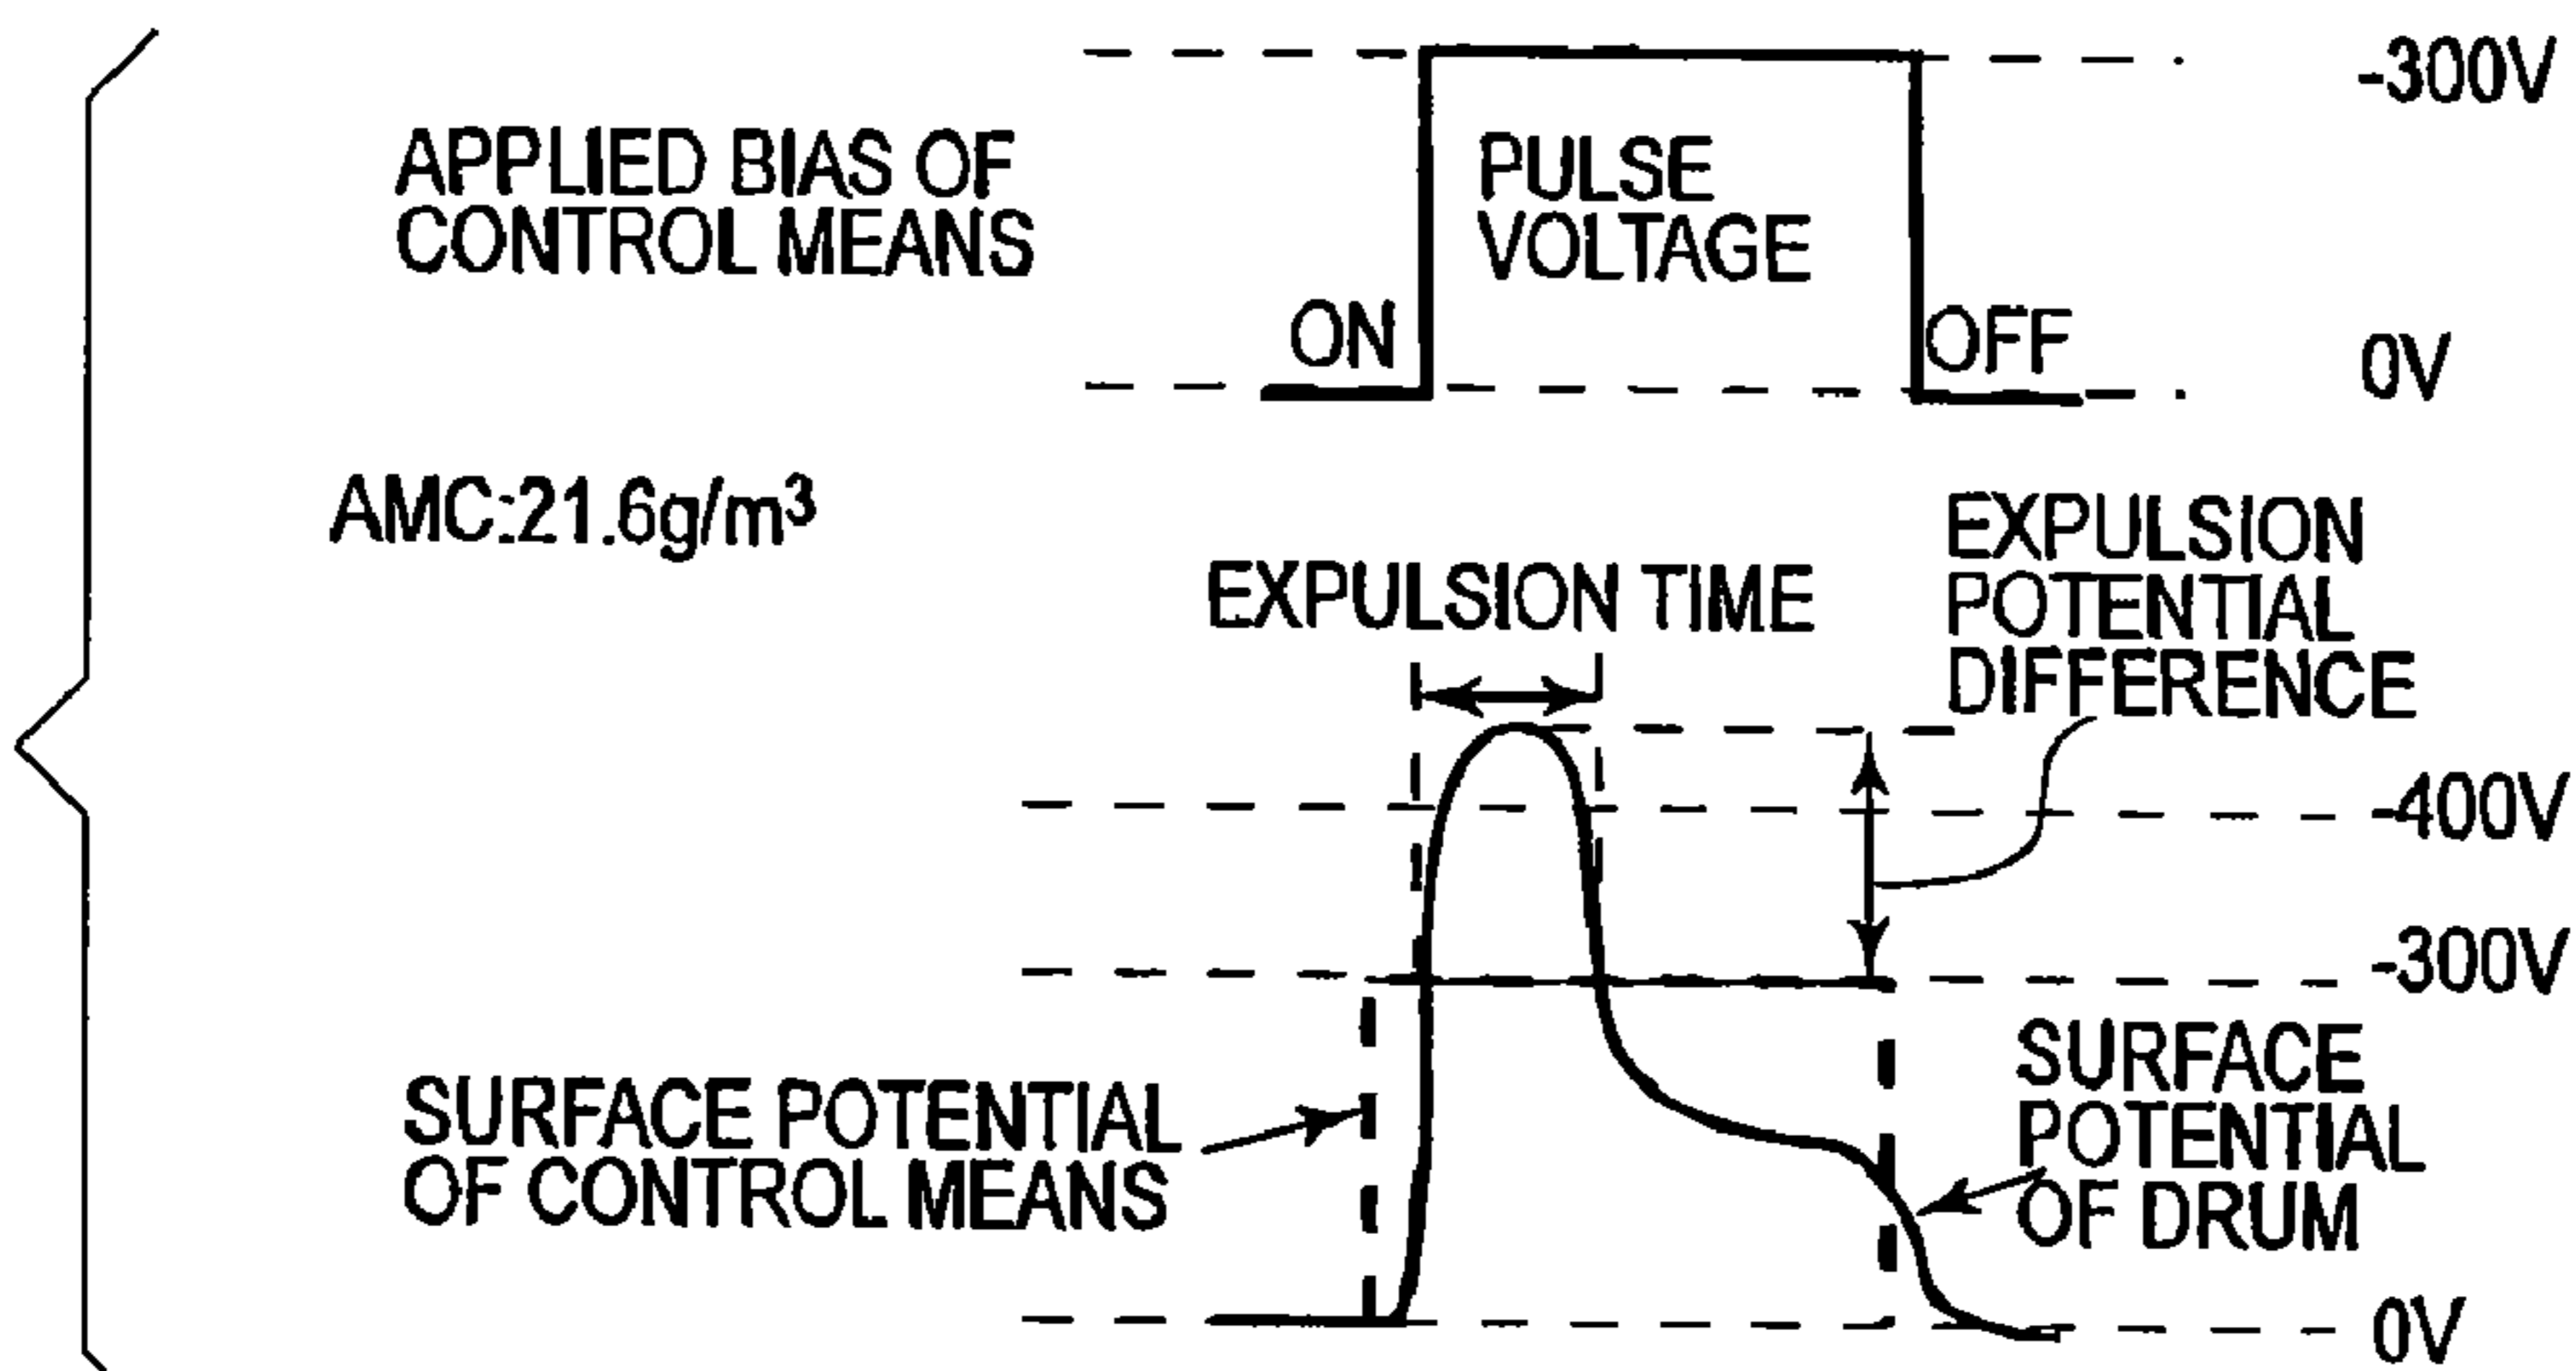 -300V
APPLIED BIAS OF
CONTROL MEANS
PULSE
VOLTAGE
ON
OFF
0V
AMC:21.6g/m³
EXPULSION TIME
EXPULSION
POTENTIAL
DIFFERENCE
-400V
-300V
SURFACE POTENTIAL
OF CONTROL MEANS
SURFACE
POTENTIAL
OF DRUM
0V